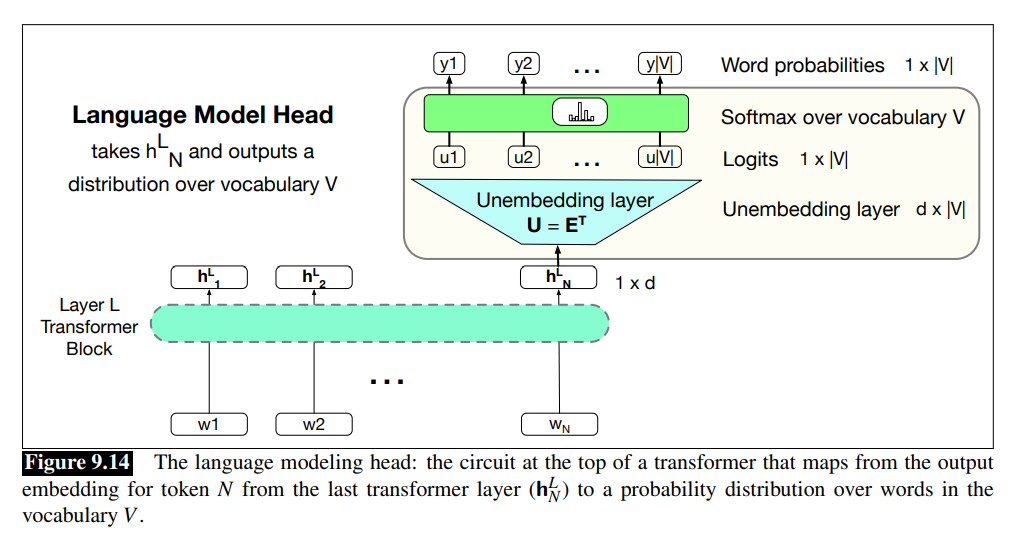 y1 y2 ... y|V| Word probabilities 1 x |V|
Language Model Head
takes h^L_N and outputs a
distribution over vocabulary V
Softmax over vocabulary V
u1 u2 ... u|V| Logits 1 x |V|
Unembedding layer
U = E^T
Unembedding layer d x |V|
h^L_1 h^L_2 h^L_N 1 x d
Layer L
Transformer
Block
...
w1 w2 w_N
Figure 9.14 The language modeling head: the circuit at the top of a transformer that maps from the output
embedding for token N from the last transformer layer (h^L_N) to a probability distribution over words in the
vocabulary V.